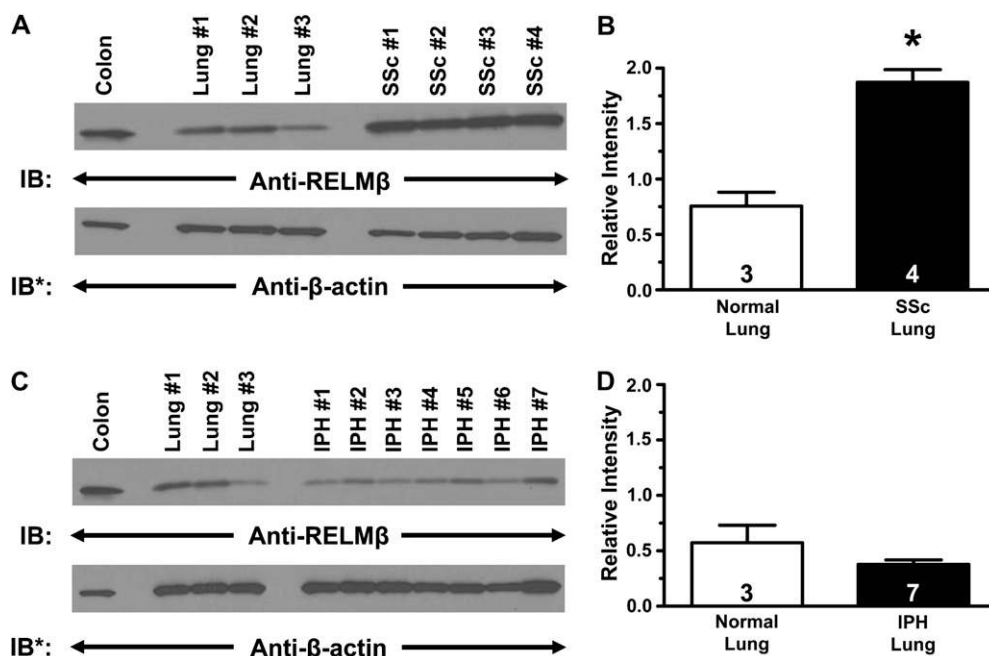 A
Colon
Lung #1
Lung #2
Lung #3
SSc #1
SSc #2
SSc #3
SSc #4
IB:
Anti-RELMβ
IB*:
Anti-β-actin
B
*
Relative Intensity
2.0
1.5
1.0
0.5
0.0
3
4
Normal
Lung
SSc
Lung
C
Colon
Lung #1
Lung #2
Lung #3
IPH #1
IPH #2
IPH #3
IPH #4
IPH #5
IPH #6
IPH #7
IB:
Anti-RELMβ
IB*:
Anti-β-actin
D
Relative Intensity
2.0
1.5
1.0
0.5
0.0
3
7
Normal
Lung
IPH
Lung